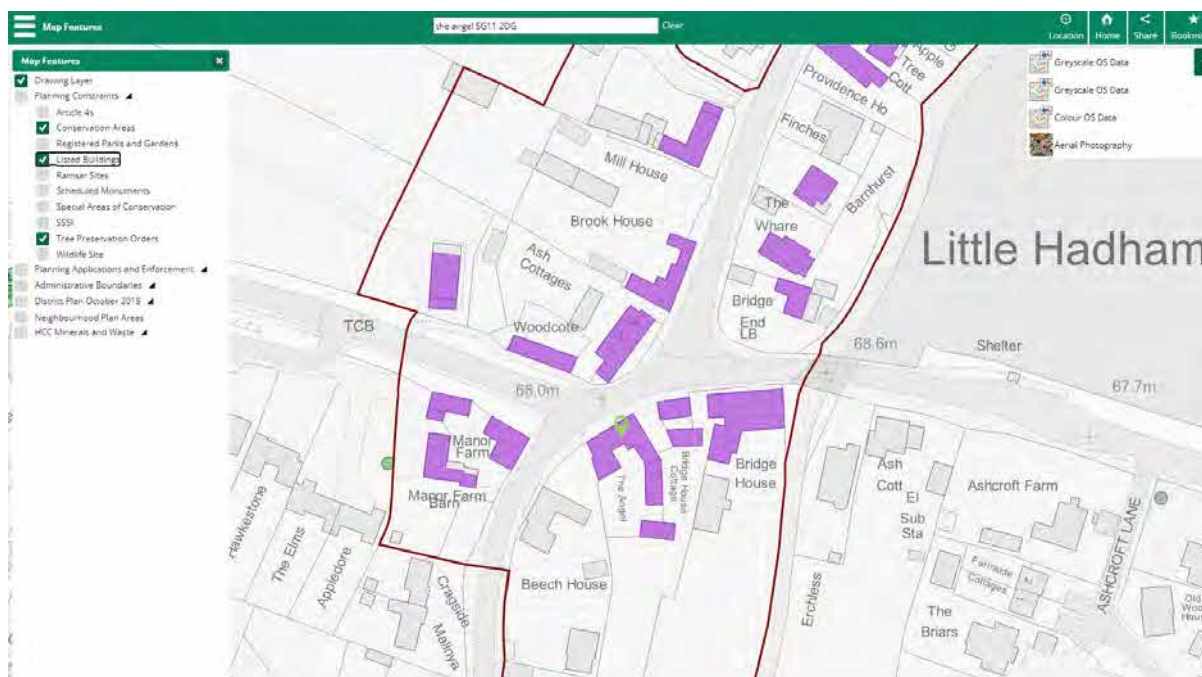 Map Features
the angel SG11 2DG
Clear
Location
Home
Share
Bookm
Map Features
Drawing Layer
Planning Constraints
Article 4s
Conservation Areas
Registered Parks and Gardens
Listed Buildings
Ramsar Sites
Scheduled Monuments
Special Areas of Conservation
SSSI
Tree Preservation Orders
Wildlife Site
Planning Applications and Enforcement
Administrative Boundaries
District Plan October 2018
Neighbourhood Plan Areas
HCC Minerals and Waste
Greyscale OS Data
Greyscale OS Data
Colour OS Data
Aerial Photography
Apple
Tree
Cott
Providence Ho
Finches
Mill House
Barnhurst
The
Whare
Brook House
Little Hadham
Ash
Cottages
Bridge
End
LB
TCB
Woodcote
68.6m
Shelter
68.0m
67.7m
Manor
Farm
Manor Farm
Barn
The Angel
Bridge House
Cottage
Bridge
House
Ash
Cott
El
Sub
Sta
Ashcroft Farm
ASHCROFT LANE
Hawkestone
The Elms
Appledore
Cragside
Malinya
Beech House
Erchless
Farmside
Cottages
The
Briars
Old